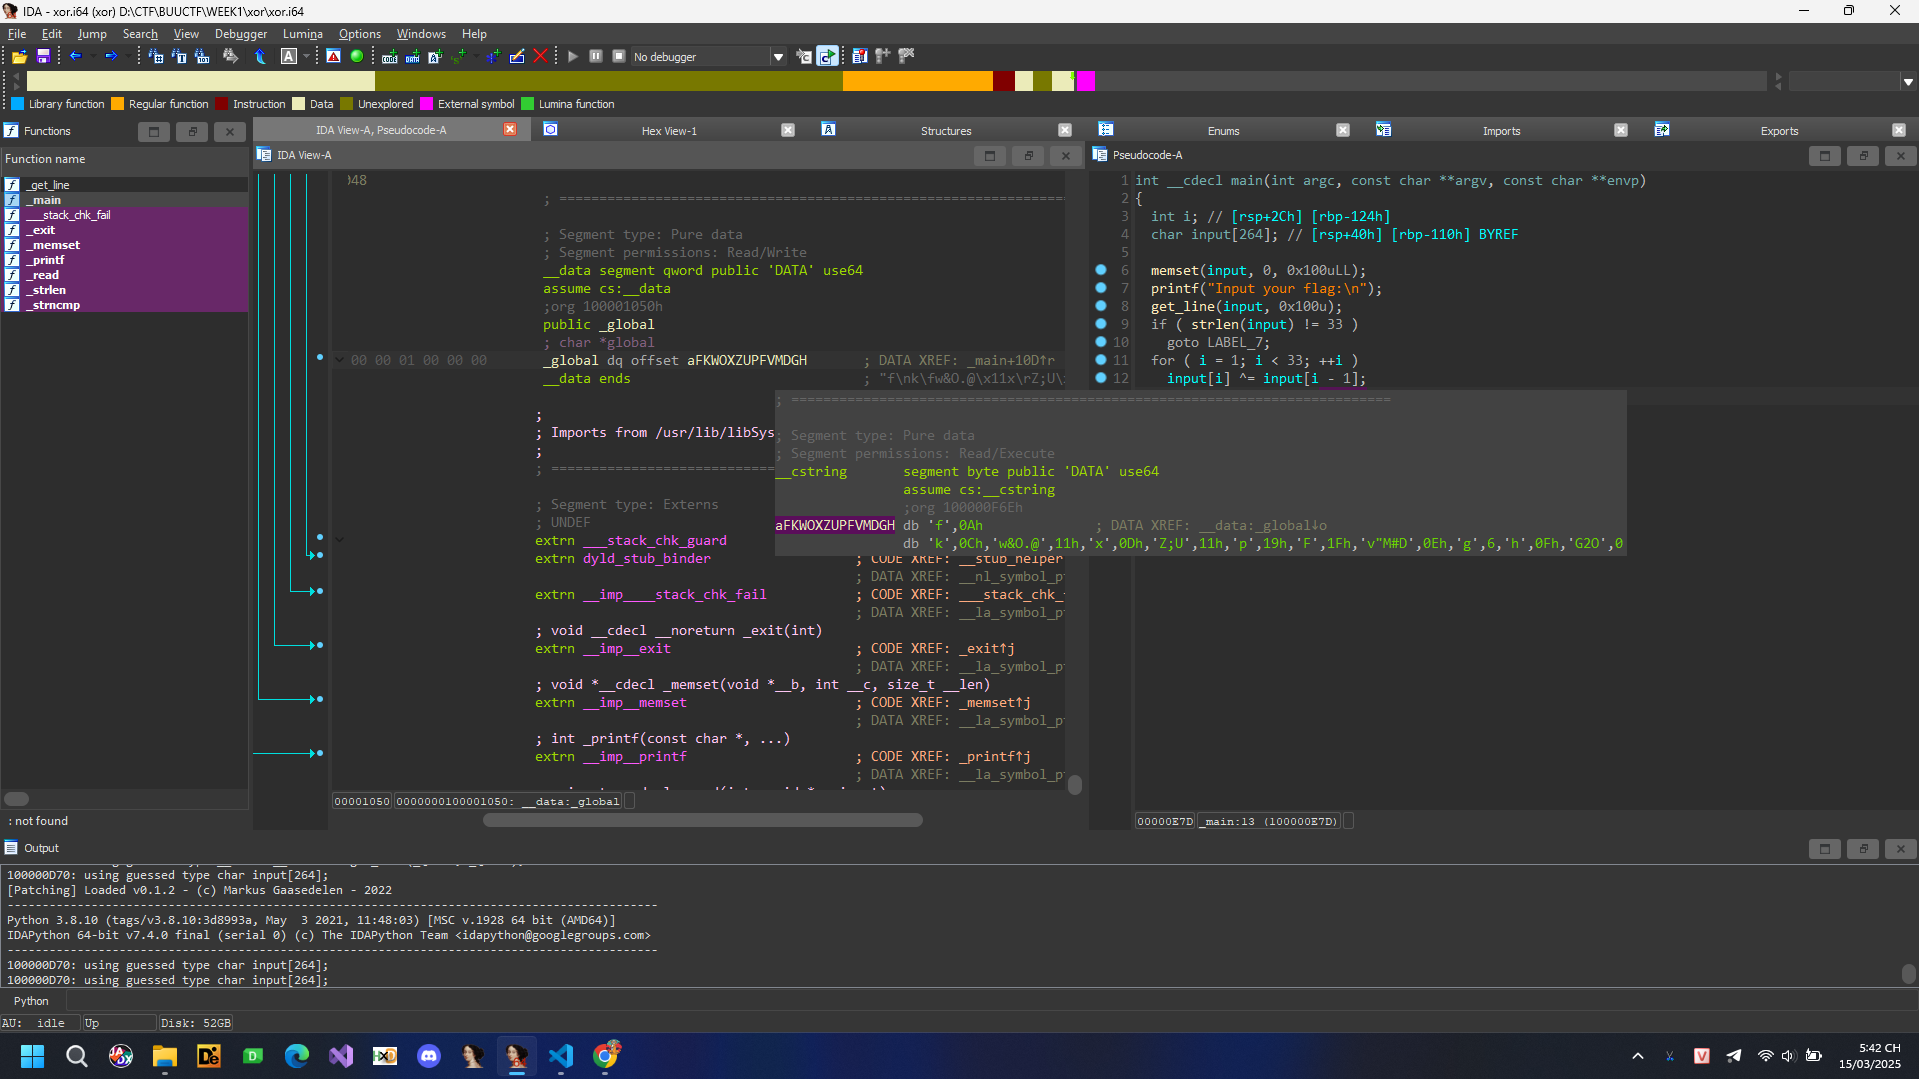 IDA - xor.i64 (xor) D:\CTF\BUUCTF\WEEK1\xor\xor.i64
File Edit Jump Search View Debugger Lumina Options Windows Help
No debugger
Library function Regular function Instruction Data Unexplored External symbol Lumina function
Functions
Function name
_get_line
_main
___stack_chk_fail
_exit
_memset
_printf
_read
_strlen
_strncmp
: not found
IDA View-A, Pseudocode-A
Hex View-1
Structures
Enums
Imports
Exports
IDA View-A
)48
; ===============================================================
; Segment type: Pure data
; Segment permissions: Read/Write
__data segment qword public 'DATA' use64
assume cs:__data
;org 100001050h
public _global
; char *global
00 00 01 00 00 00 _global dq offset aFKWOXZUPFVMDGH ; DATA XREF: _main+10D↑r
__data ends ; "f\nk\fw&O.@\x11x\rZ;U\
;
; Imports from /usr/lib/libSys
;
; ============================
; Segment type: Externs
; UNDEF
extrn ___stack_chk_guard
extrn dyld_stub_binder ; CODE XREF: __stub_helper
; DATA XREF: __nl_symbol_p
extrn __imp____stack_chk_fail ; CODE XREF: ___stack_chk_
; DATA XREF: __la_symbol_p
; void __cdecl __noreturn _exit(int)
extrn __imp__exit ; CODE XREF: _exit↑j
; DATA XREF: __la_symbol_p
; void *__cdecl _memset(void *__b, int __c, size_t __len)
extrn __imp__memset ; CODE XREF: _memset↑j
; DATA XREF: __la_symbol_p
; int _printf(const char *, ...)
extrn __imp__printf ; CODE XREF: _printf↑j
; DATA XREF: __la_symbol_p
00001050 0000000100001050: __data:_global
; ===========================================================================
; Segment type: Pure data
; Segment permissions: Read/Execute
__cstring segment byte public 'DATA' use64
assume cs:__cstring
;org 100000F6Eh
aFKWOXZUPFVMDGH db 'f',0Ah ; DATA XREF: __data:_global↓o
db 'k',0Ch,'w&O.@',11h,'x',0Dh,'Z;U',11h,'p',19h,'F',1Fh,'v"M#D',0Eh,'g',6,'h',0Fh,'G2O',0
Pseudocode-A
1 int __cdecl main(int argc, const char **argv, const char **envp)
2 {
3 int i; // [rsp+2Ch] [rbp-124h]
4 char input[264]; // [rsp+40h] [rbp-110h] BYREF
5
6 memset(input, 0, 0x100uLL);
7 printf("Input your flag:\n");
8 get_line(input, 0x100u);
9 if ( strlen(input) != 33 )
10 goto LABEL_7;
11 for ( i = 1; i < 33; ++i )
12 input[i] ^= input[i - 1];
00000E7D _main:13 (100000E7D)
Output
100000D70: using guessed type char input[264];
[Patching] Loaded v0.1.2 - (c) Markus Gaasedelen - 2022
---------------------------------------------------------------------------------
Python 3.8.10 (tags/v3.8.10:3d8993a, May 3 2021, 11:48:03) [MSC v.1928 64 bit (AMD64)]
IDAPython 64-bit v7.4.0 final (serial 0) (c) The IDAPython Team <idapython@googlegroups.com>
---------------------------------------------------------------------------------
100000D70: using guessed type char input[264];
100000D70: using guessed type char input[264];
Python
AU: idle Up Disk: 52GB
5:42 CH
15/03/2025